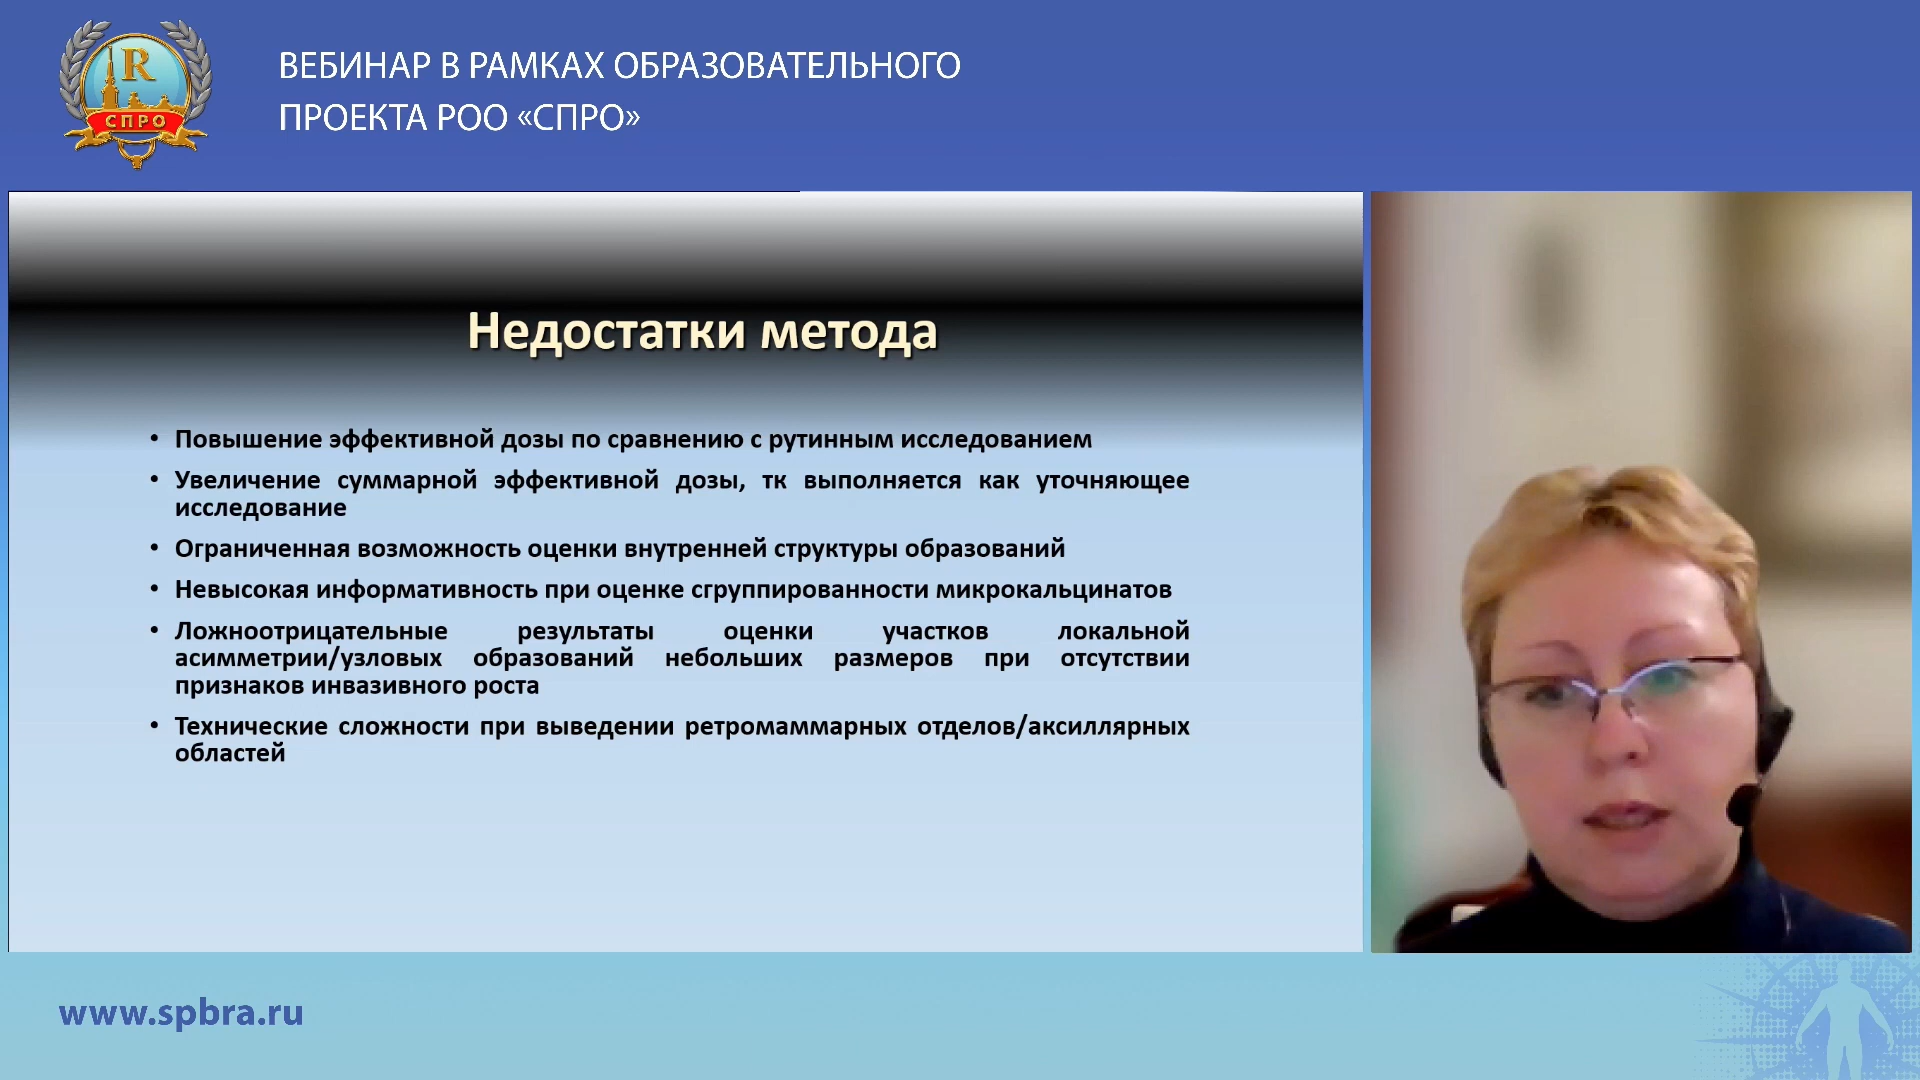 R
СПРО
ВЕБИНАР В РАМКАХ ОБРАЗОВАТЕЛЬНОГО
ПРОЕКТА РОО «СПРО»
Недостатки метода
• Повышение эффективной дозы по сравнению с рутинным исследованием
• Увеличение суммарной эффективной дозы, тк выполняется как уточняющее
исследование
• Ограниченная возможность оценки внутренней структуры образований
• Невысокая информативность при оценке сгруппированности микрокальцинатов
• Ложноотрицательные результаты оценки участков локальной
асимметрии/узловых образований небольших размеров при отсутствии
признаков инвазивного роста
• Технические сложности при выведении ретромаммарных отделов/аксиллярных
областей
www.spbra.ru